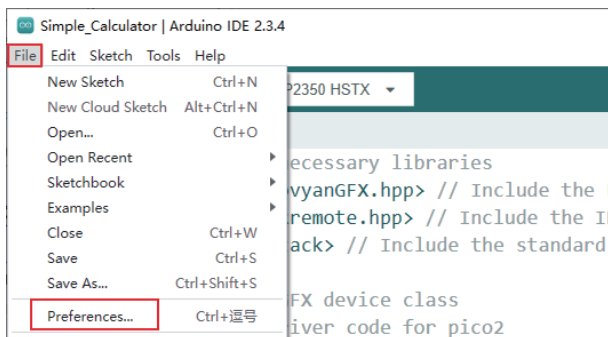 Simple_Calculator | Arduino IDE 2.3.4
File Edit Sketch Tools Help
New Sketch Ctrl+N
New Cloud Sketch Alt+Ctrl+N
Open... Ctrl+O
Open Recent
Sketchbook
Examples
Close Ctrl+W
Save Ctrl+S
Save As... Ctrl+Shift+S
Preferences... Ctrl+逗号
P2350 HSTX
ecessary libraries
ovyanGFX.hpp> // Include the
remote.hpp> // Include the I
ack> // Include the standard
FX device class
iver code for pico2